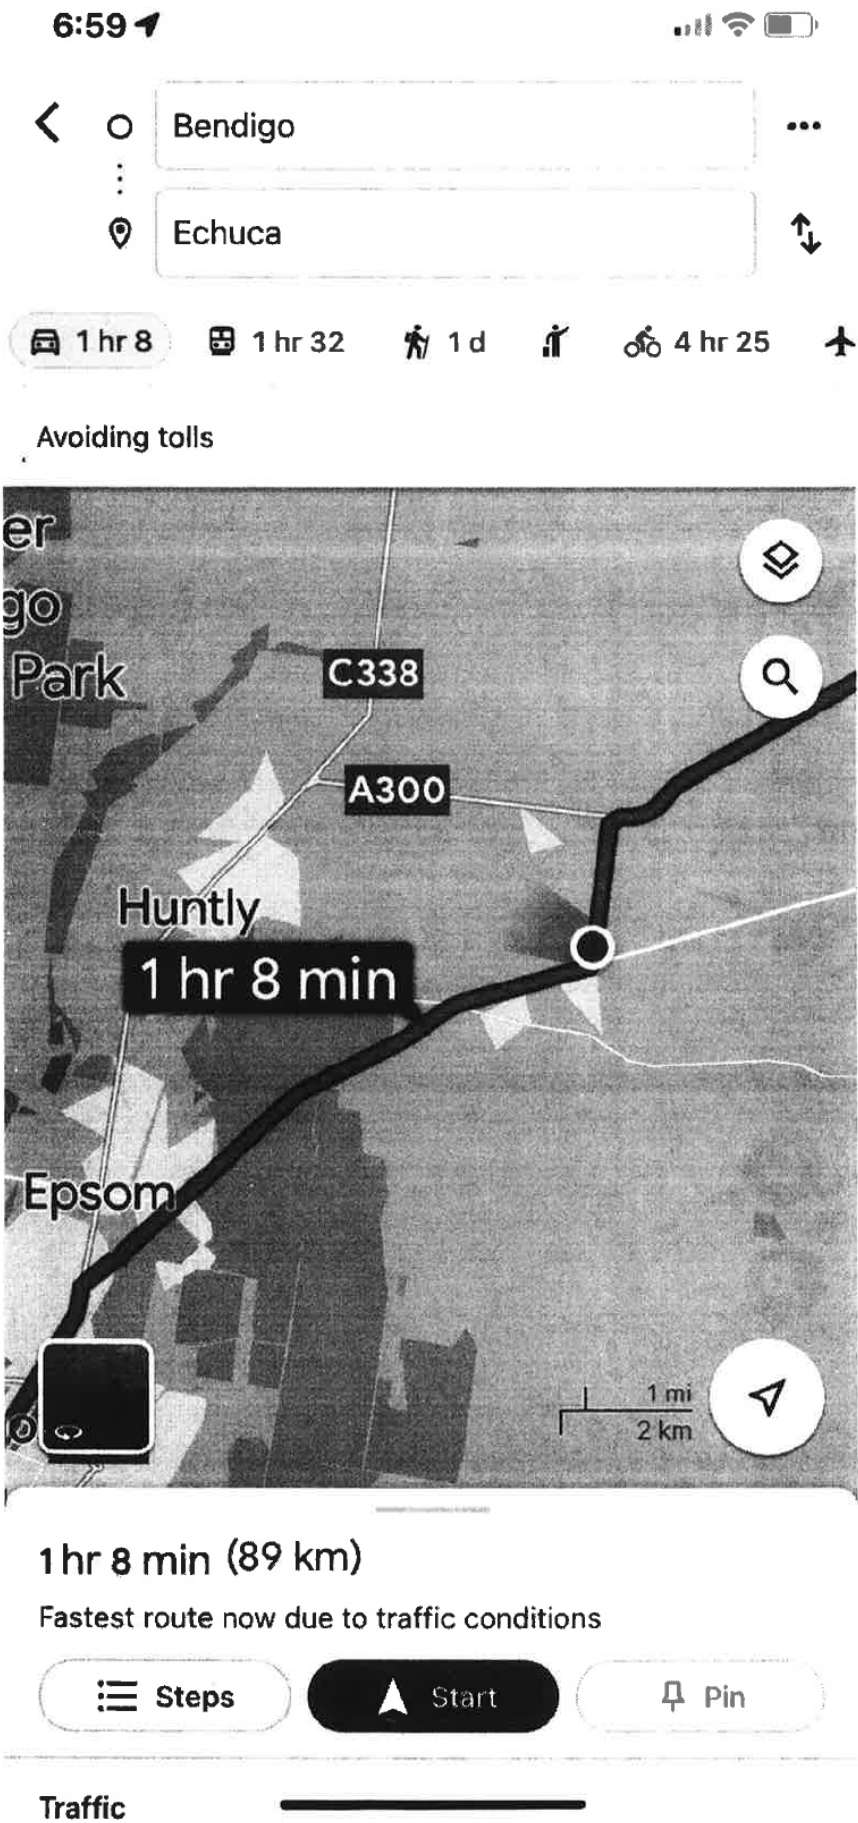 6:59
Bendigo
Echuca
1 hr 8
1 hr 32
1 d
4 hr 25
Avoiding tolls
er
go
Park
C338
A300
Huntly
1 hr 8 min
Epsom
1 mi
2 km
1 hr 8 min (89 km)
Fastest route now due to traffic conditions
Steps
Start
Pin
Traffic